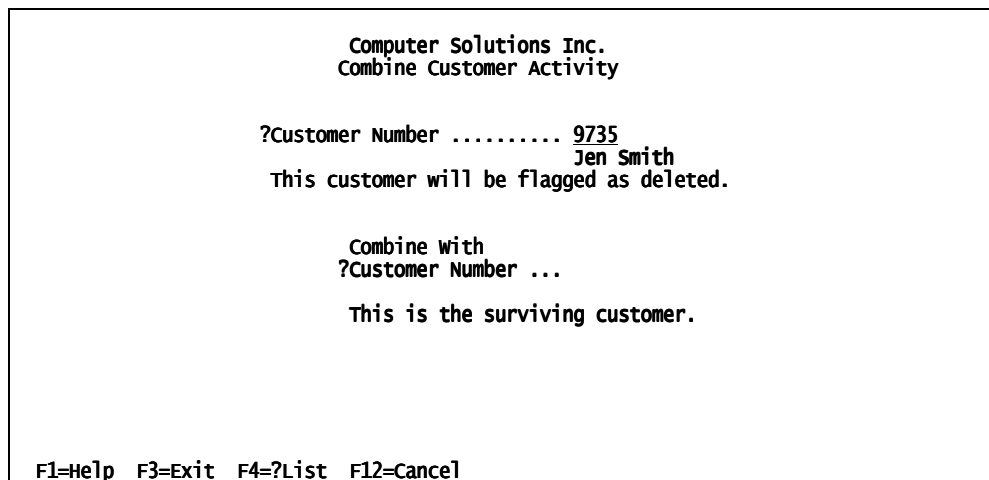 Computer Solutions Inc.
Combine Customer Activity
?Customer Number .......... 9735
Jen Smith
This customer will be flagged as deleted.
Combine With
?Customer Number ...
This is the surviving customer.
F1=Help F3=Exit F4=?List F12=Cancel